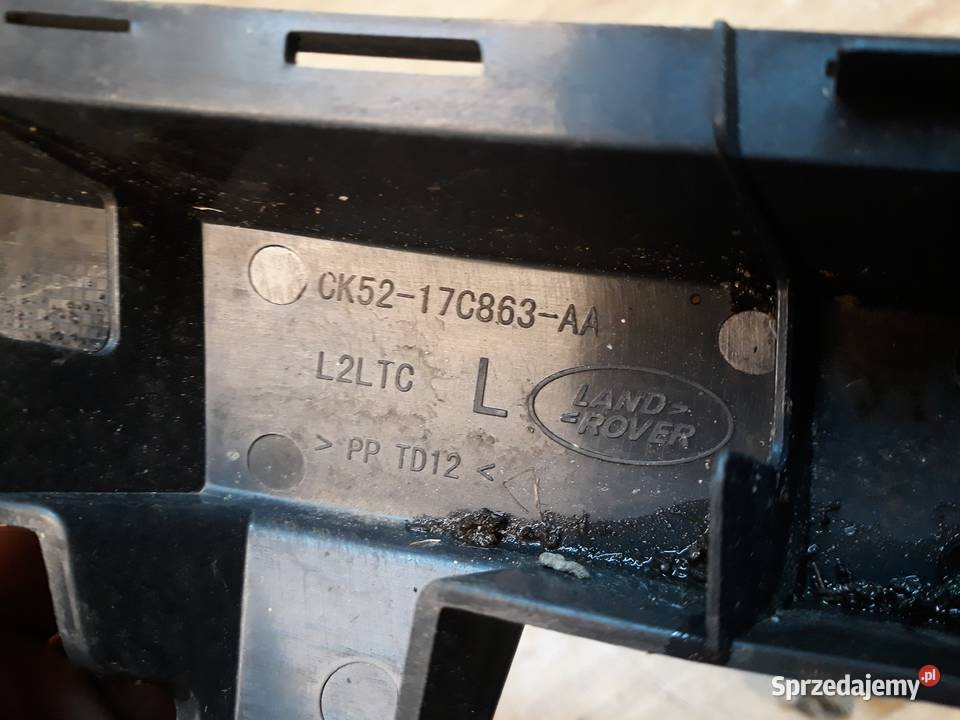 CK52-17C863-AA
L2LTC L
LAND>
=ROVER
> PP TD12 <
Sprzedajemy.pl